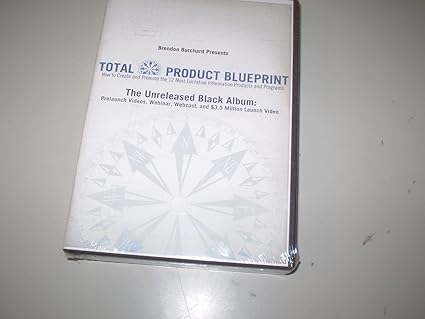 Brendon Burchard Presents
TOTAL PRODUCT BLUEPRINT
How to Create and Promote the 12 Most Lucrative Information Products and Programs
The Unreleased Black Album:
Prelaunch Videos, Webinar, Webcast, and $3.5 Million Launch Video